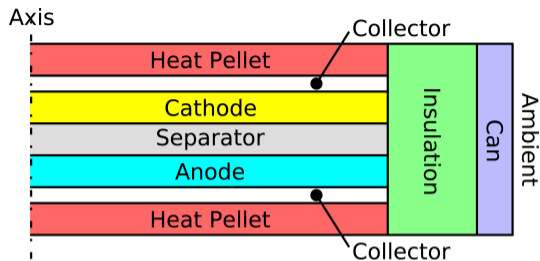 Axis
Collector
Heat Pellet
Cathode
Separator
Anode
Heat Pellet
Collector
Insulation
Can
Ambient